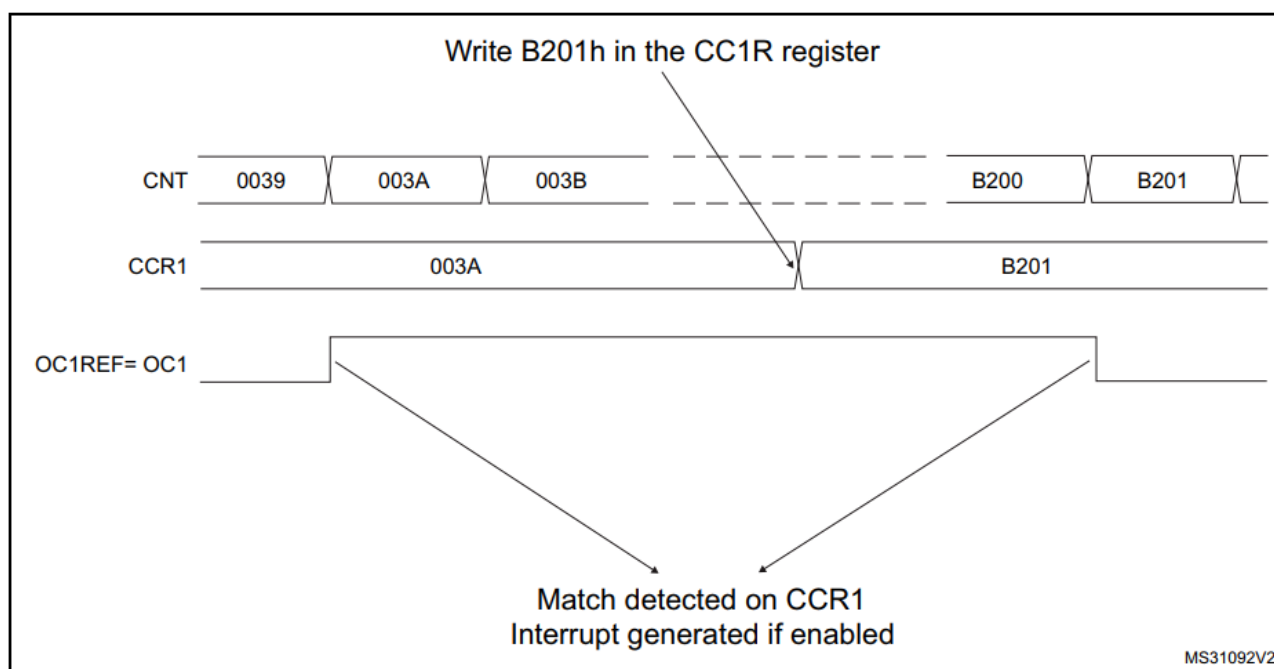 Write B201h in the CC1R register
CNT 0039 003A 003B B200 B201
CCR1 003A B201
OC1REF= OC1
Match detected on CCR1
Interrupt generated if enabled
MS31092V2